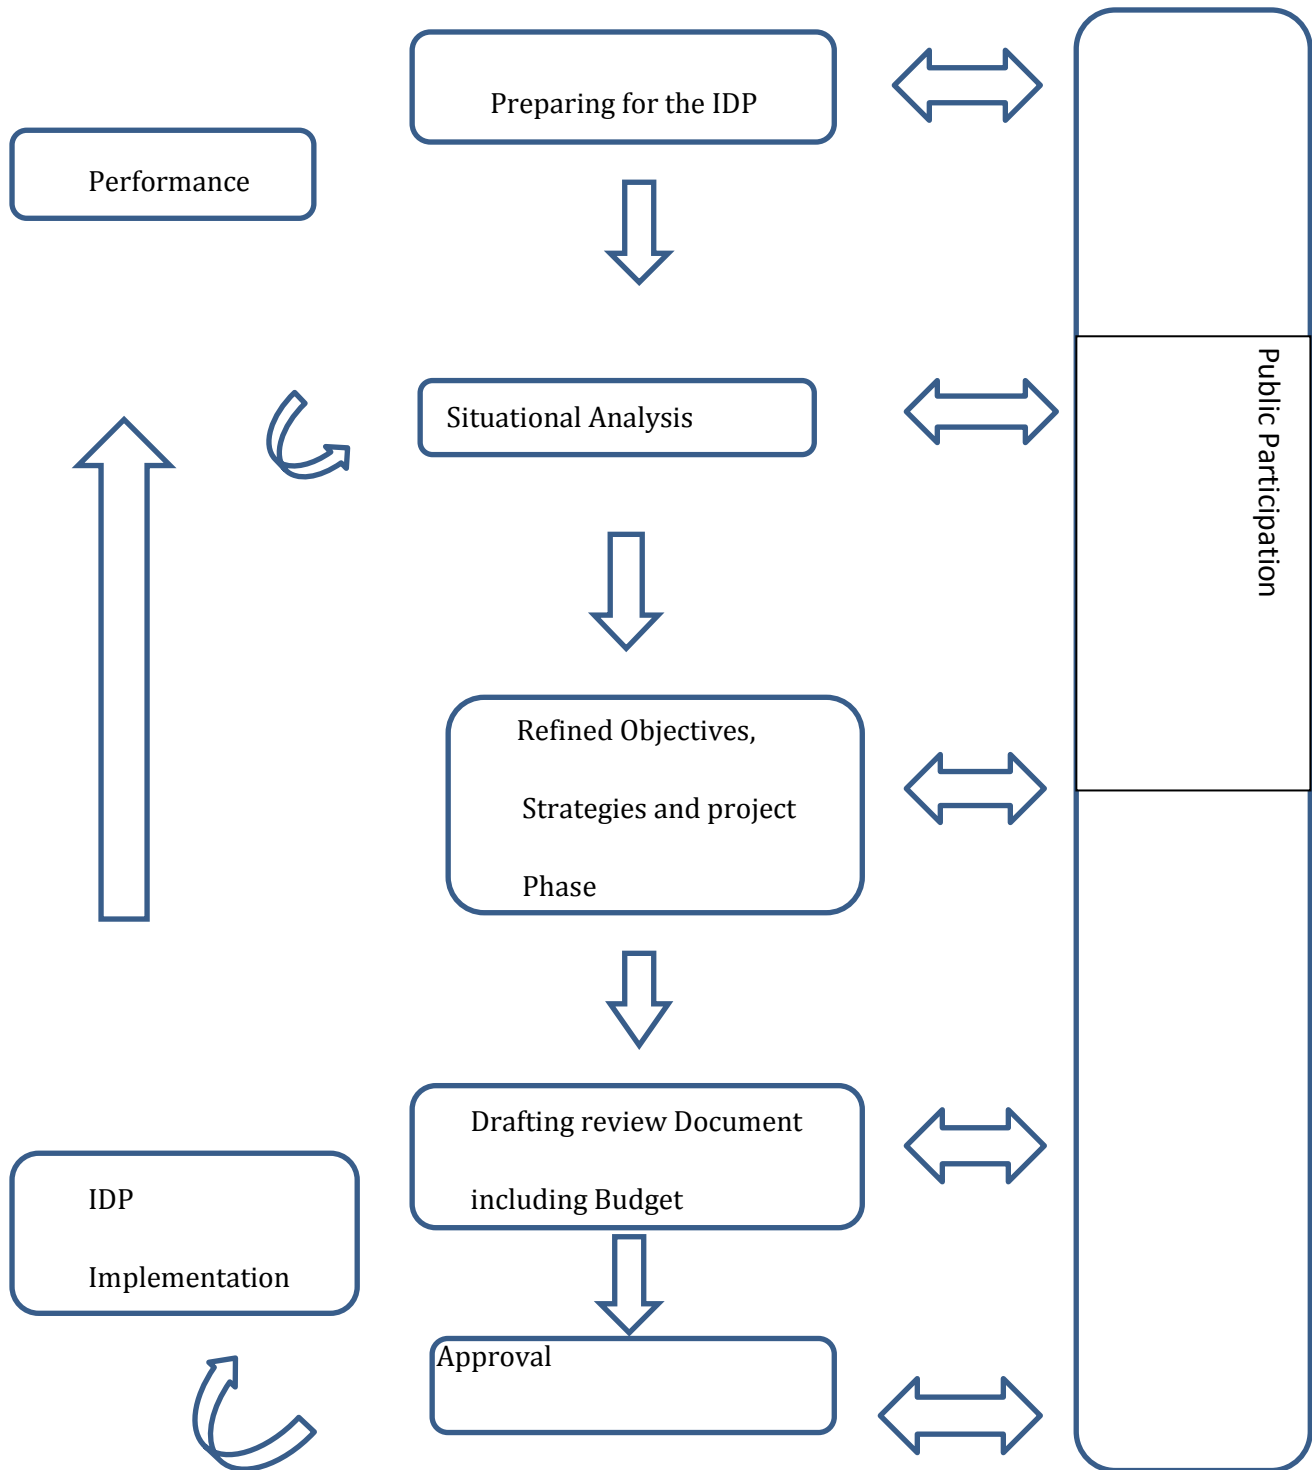 Preparing for the IDP
Performance
Situational Analysis
Public Participation
Refined Objectives,
Strategies and project
Phase
Drafting review Document
including Budget
IDP
Implementation
Approval